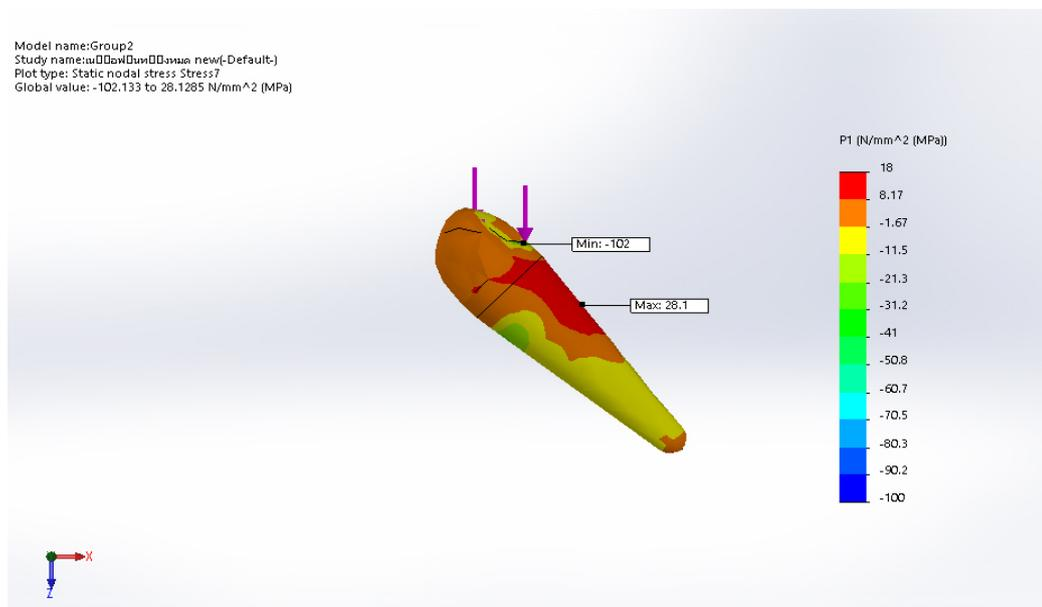 Model name:Group2
Study name: new(-Default-)
Plot type: Static nodal stress Stress7
Global value: -102.133 to 28.1285 N/mm^2 (MPa)
P1 (N/mm^2 (MPa))
18
8.17
-1.67
-11.5
-21.3
-31.2
-41
-50.8
-60.7
-70.5
-80.3
-90.2
-100
Min: -102
Max: 28.1
X
Z